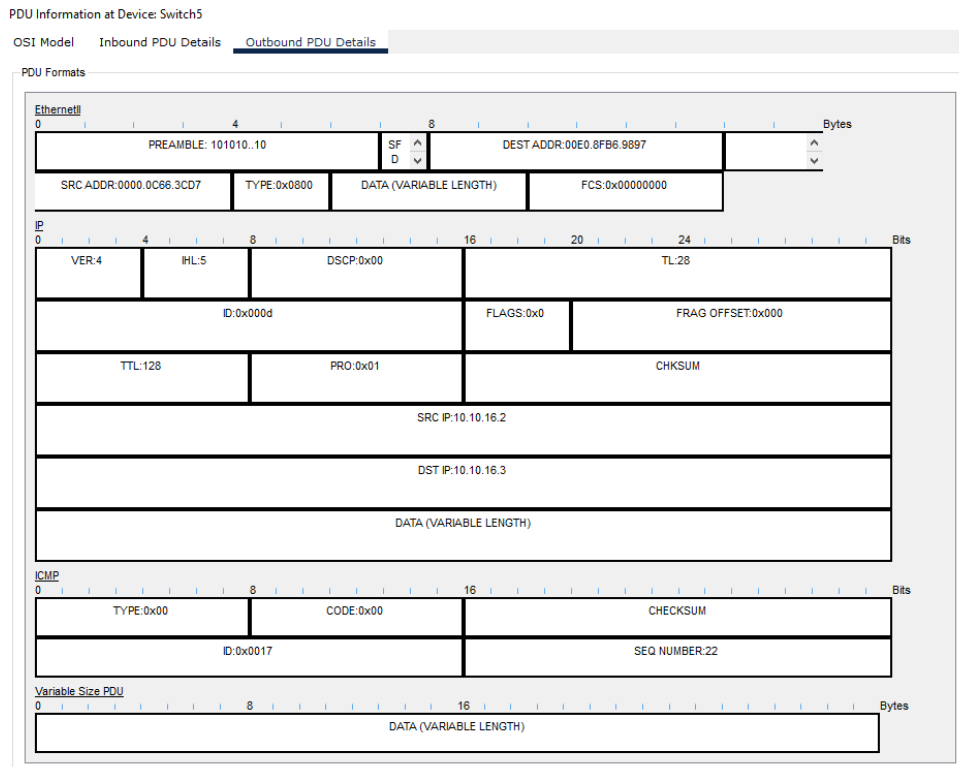 PDU Information at Device: Switch5
OSI Model Inbound PDU Details Outbound PDU Details
PDU Formats
EthernetII
0 4 8 Bytes
PREAMBLE: 101010..10 SF D DEST ADDR:00E0.8FB6.9897
SRC ADDR:0000.0C66.3CD7 TYPE:0x0800 DATA (VARIABLE LENGTH) FCS:0x00000000
IP
0 4 8 16 20 24 Bits
VER:4 IHL:5 DSCP:0x00 TL:28
ID:0x000d FLAGS:0x0 FRAG OFFSET:0x000
TTL:128 PRO:0x01 CHKSUM
SRC IP:10.10.16.2
DST IP:10.10.16.3
DATA (VARIABLE LENGTH)
ICMP
0 8 16 Bits
TYPE:0x00 CODE:0x00 CHECKSUM
ID:0x0017 SEQ NUMBER:22
Variable Size PDU
0 8 16 Bytes
DATA (VARIABLE LENGTH)